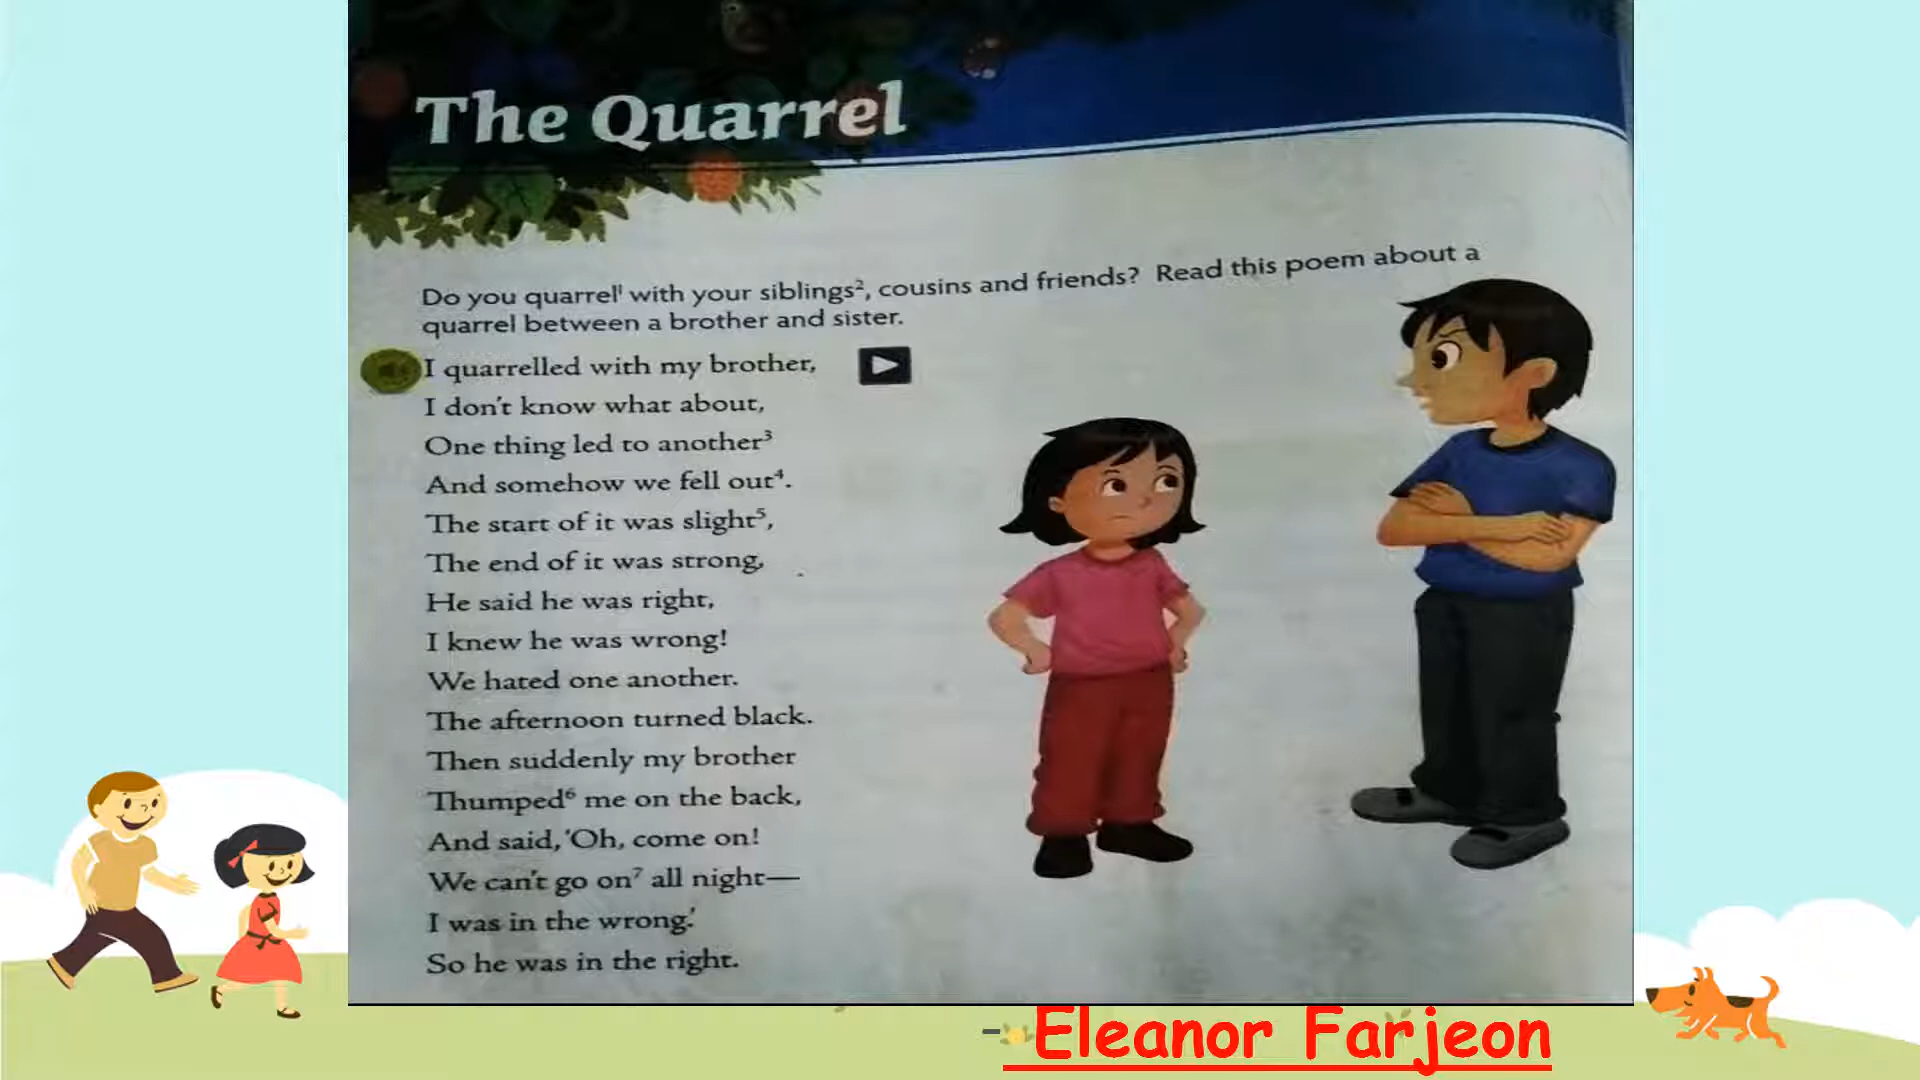 The Quarrel
Do you quarrel¹ with your siblings², cousins and friends? Read this poem about a
quarrel between a brother and sister.
I quarrelled with my brother,
I don't know what about,
One thing led to another³
And somehow we fell out⁴.
The start of it was slight⁵,
The end of it was strong,
He said he was right,
I knew he was wrong!
We hated one another.
The afternoon turned black.
Then suddenly my brother
Thumped⁶ me on the back,
And said, 'Oh, come on!
We can't go on⁷ all night—
I was in the wrong.'
So he was in the right.
- Eleanor Farjeon